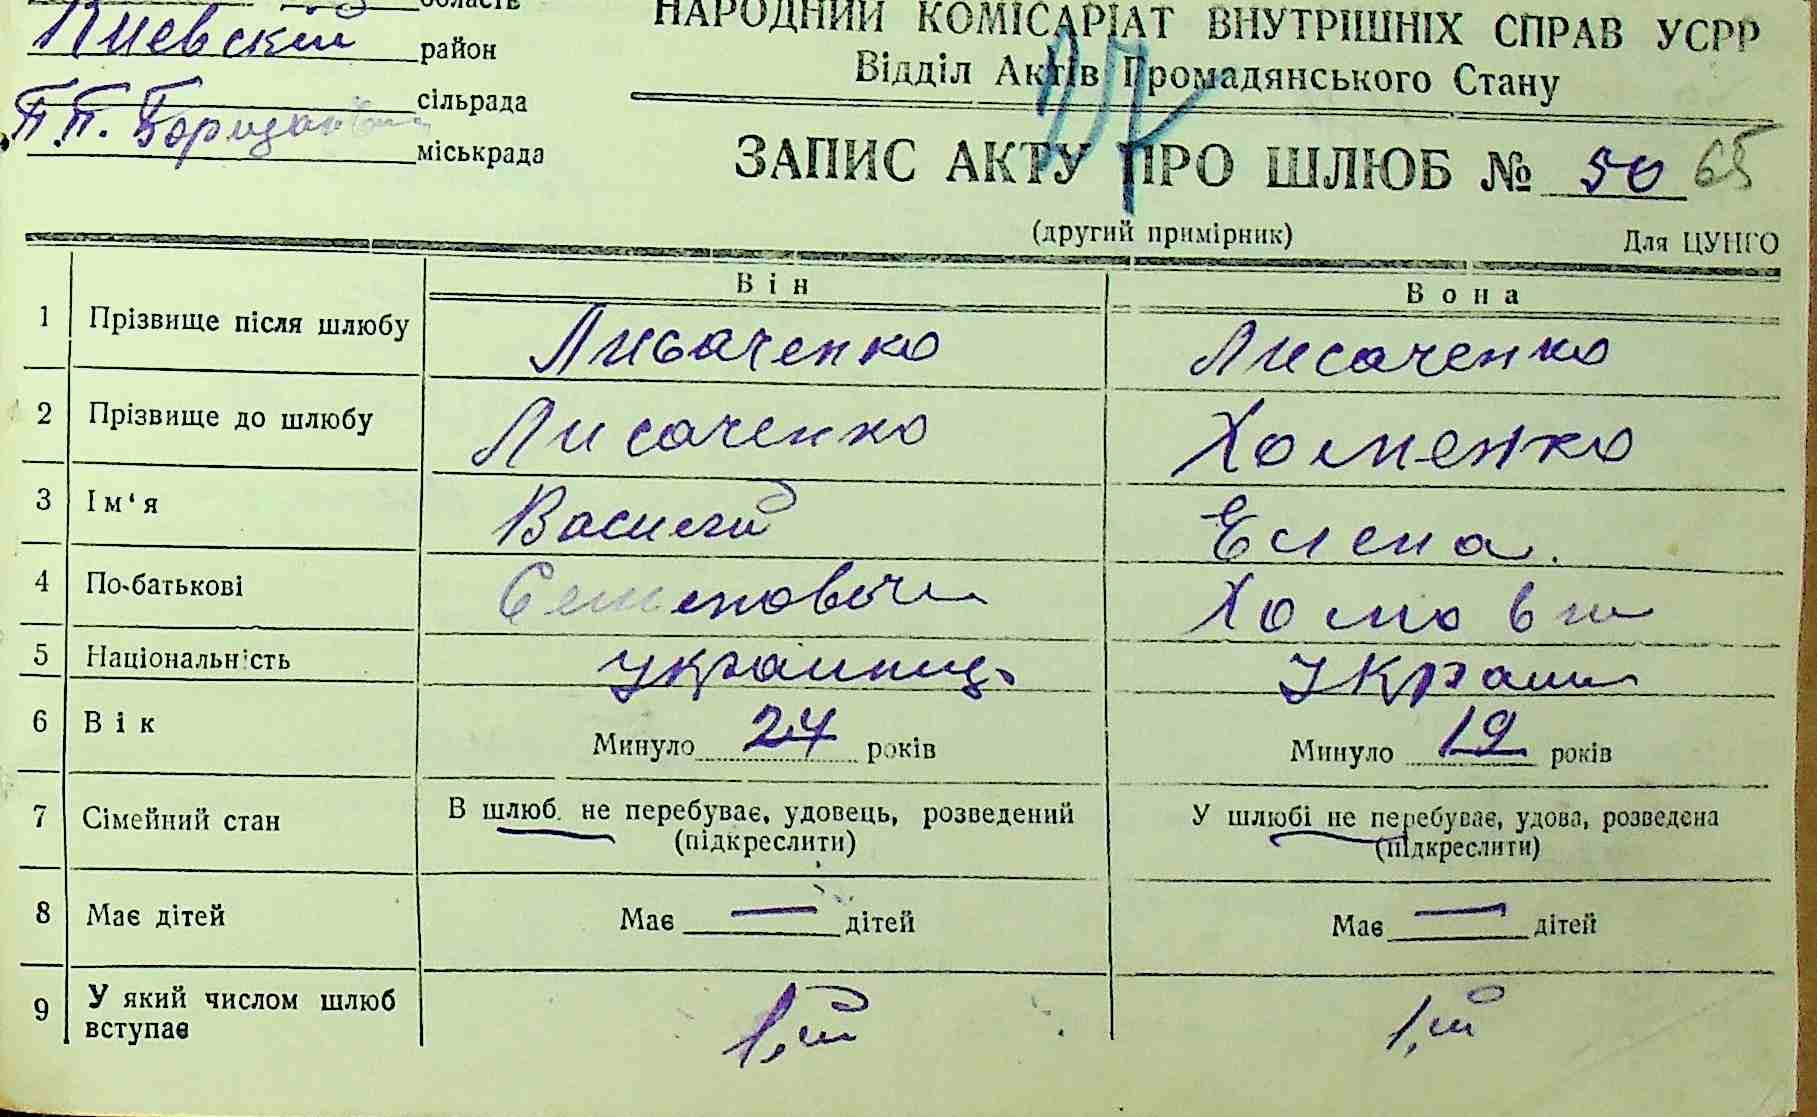 область
Киевский район
сільрада
П.П. міськрада
НАРОДНИЙ КОМІСАРІАТ ВНУТРІШНІХ СПРАВ УСРР
Відділ Актів Громадянського Стану
ЗАПИС АКТУ ПРО ШЛЮБ № 50 65
(другий примірник) Для ЦУНГО
Він Вона
1 Прізвище після шлюбу Лисаченко Лисаченко
2 Прізвище до шлюбу Лисаченко Хоменко
3 Ім‘я Василий Елена.
4 По-батькові Семенович Хомовн
5 Національність украинць Украин
6 Вік Минуло 24 років Минуло 19 років
7 Сімейний стан В шлюб. не перебуває, удовець, розведений У шлюбі не перебуває, удова, розведена
(підкреслити) (підкреслити)
8 Має дітей Має — дітей Має — дітей
9 У який числом шлюб вступає 1.ый 1.ый